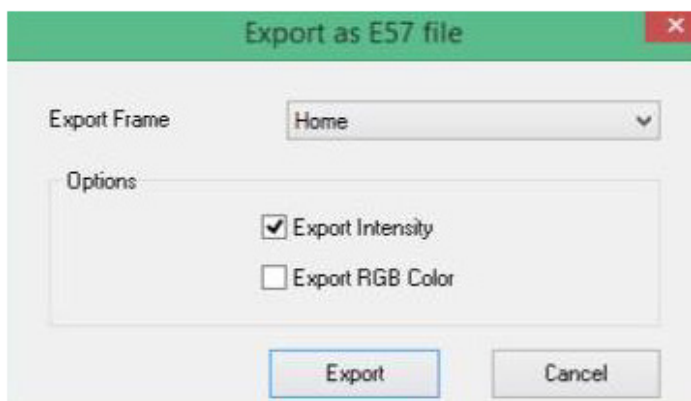 Export as E57 file
Export Frame Home
Options
Export Intensity
Export RGB Color
Export Cancel